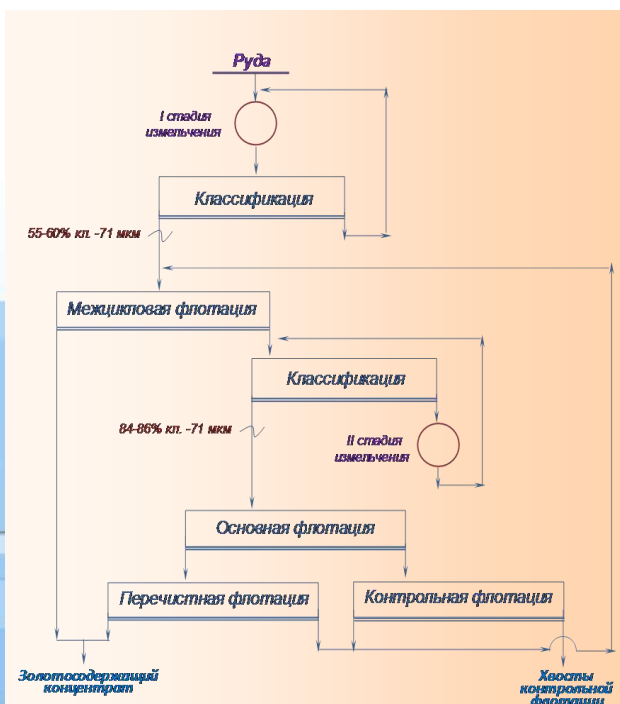 Руда
I стадия
измельчения
Классификация
55-60% кл. -71 мкм
Межцикловая флотация
Классификация
84-86% кл. -71 мкм
II стадия
измельчения
Основная флотация
Перечистная флотация
Контрольная флотация
Золотосодержащий
концентрат
Хвосты
контрольной
флотации